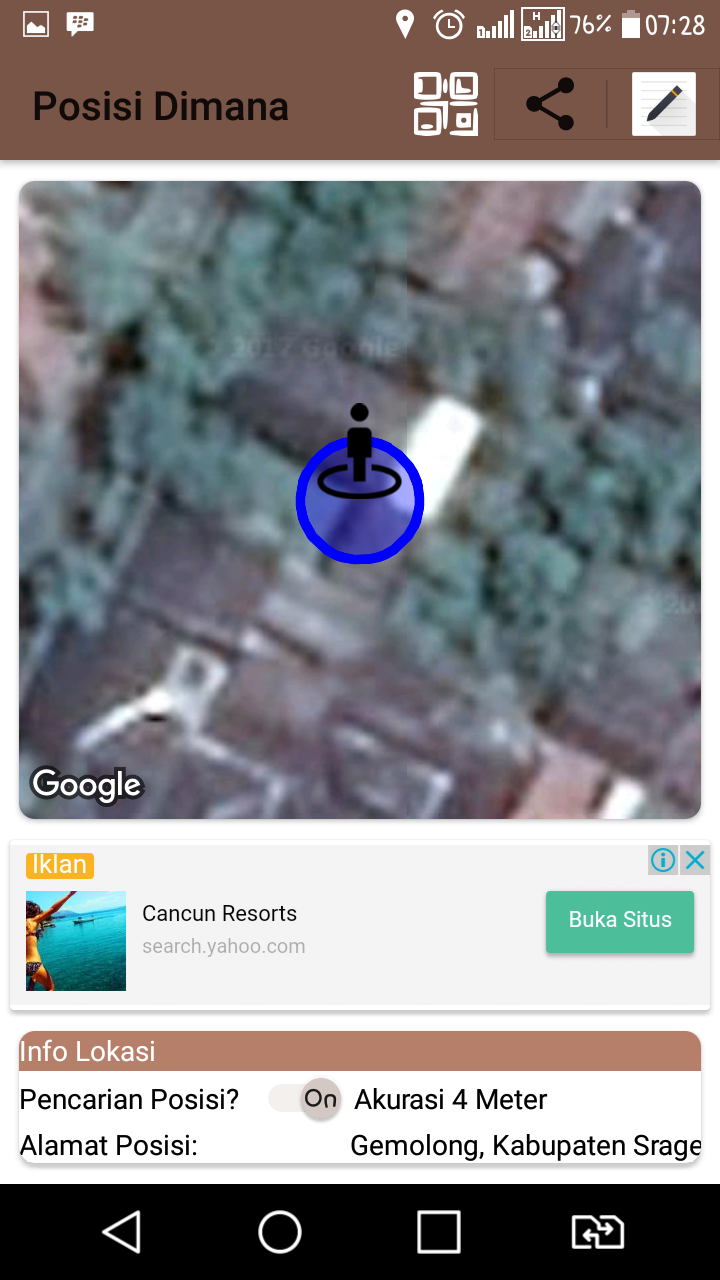 76% 07:28
Posisi Dimana
© 2017 Google
Google
Iklan
Cancun Resorts
search.yahoo.com
Buka Situs
Info Lokasi
Pencarian Posisi? On Akurasi 4 Meter
Alamat Posisi: Gemolong, Kabupaten Srage